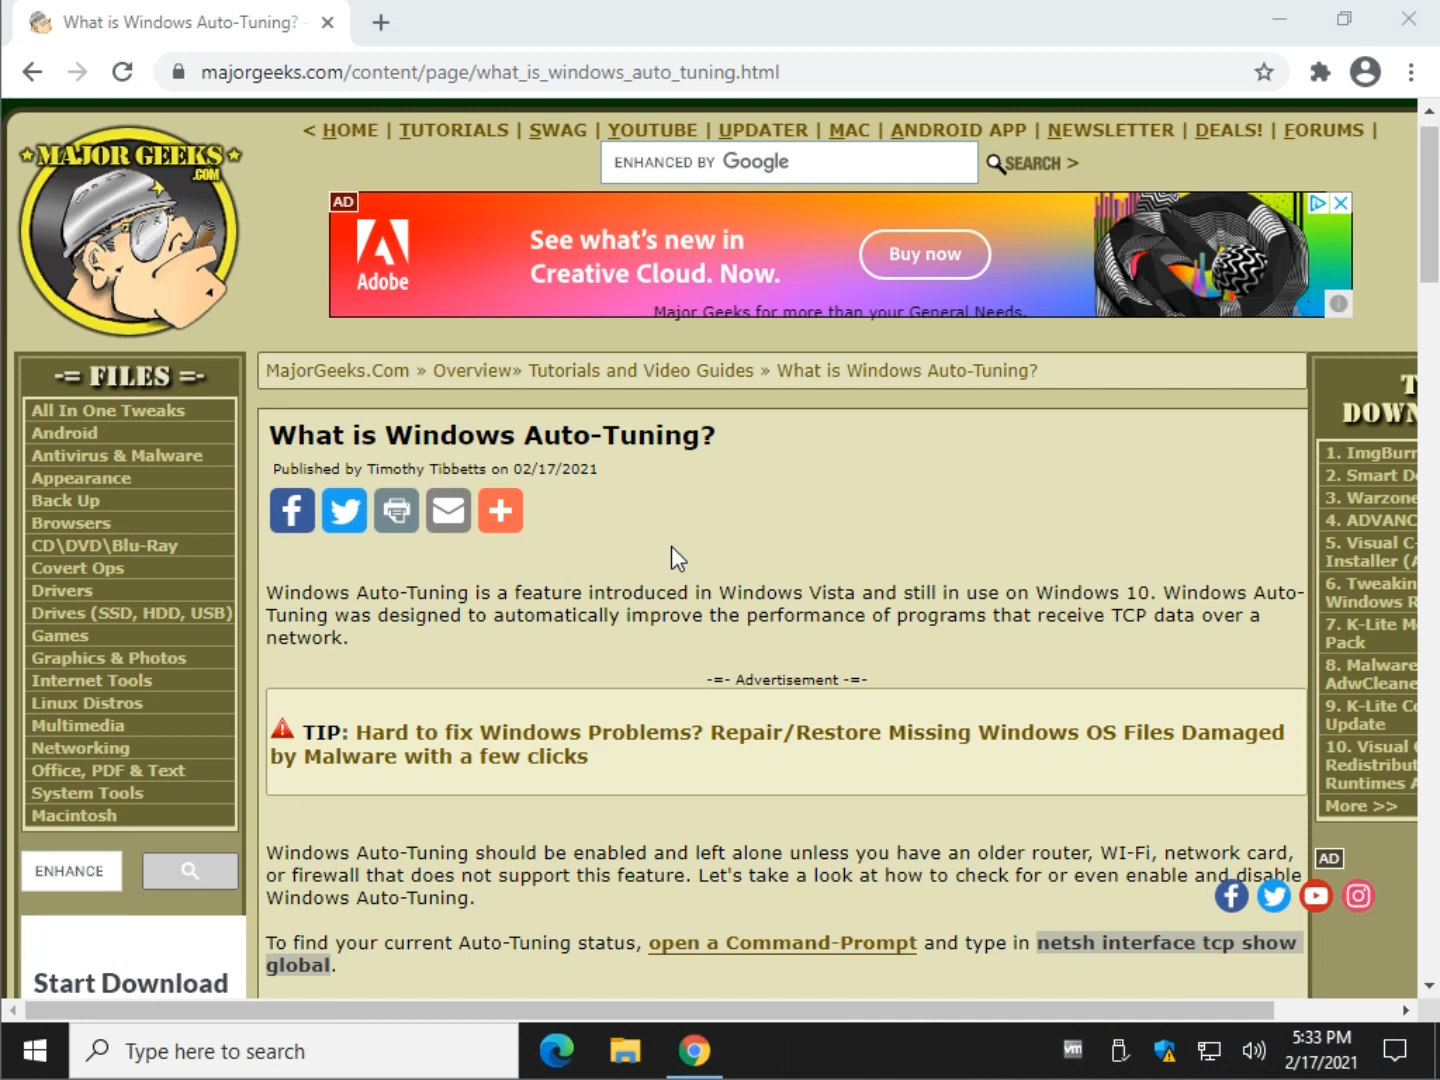 What is Windows Auto-Tuning?
majorgeeks.com/content/page/what_is_windows_auto_tuning.html
MAJOR GEEKS
.COM
< HOME | TUTORIALS | SWAG | YOUTUBE | UPDATER | MAC | ANDROID APP | NEWSLETTER | DEALS! | FORUMS |
ENHANCED BY Google
SEARCH >
AD
Adobe
See what's new in
Creative Cloud. Now.
Buy now
Major Geeks for more than your General Needs.
-= FILES =-
All In One Tweaks
Android
Antivirus & Malware
Appearance
Back Up
Browsers
CD\DVD\Blu-Ray
Covert Ops
Drivers
Drives (SSD, HDD, USB)
Games
Graphics & Photos
Internet Tools
Linux Distros
Multimedia
Networking
Office, PDF & Text
System Tools
Macintosh
ENHANCE
Start Download
MajorGeeks.Com » Overview» Tutorials and Video Guides » What is Windows Auto-Tuning?
What is Windows Auto-Tuning?
Published by Timothy Tibbetts on 02/17/2021
Windows Auto-Tuning is a feature introduced in Windows Vista and still in use on Windows 10. Windows Auto-
Tuning was designed to automatically improve the performance of programs that receive TCP data over a
network.
-=- Advertisement -=-
TIP: Hard to fix Windows Problems? Repair/Restore Missing Windows OS Files Damaged
by Malware with a few clicks
Windows Auto-Tuning should be enabled and left alone unless you have an older router, WI-Fi, network card,
or firewall that does not support this feature. Let's take a look at how to check for or even enable and disable
Windows Auto-Tuning.
To find your current Auto-Tuning status, open a Command-Prompt and type in netsh interface tcp show
global.
T
DOWN
1. ImgBurn
2. Smart De
3. Warzone
4. ADVANC
5. Visual C-
Installer (A
6. Tweakin
Windows R
7. K-Lite M
Pack
8. Malware
AdwCleane
9. K-Lite Co
Update
10. Visual
Redistribut
Runtimes A
More >>
AD
Type here to search
vm
5:33 PM
2/17/2021